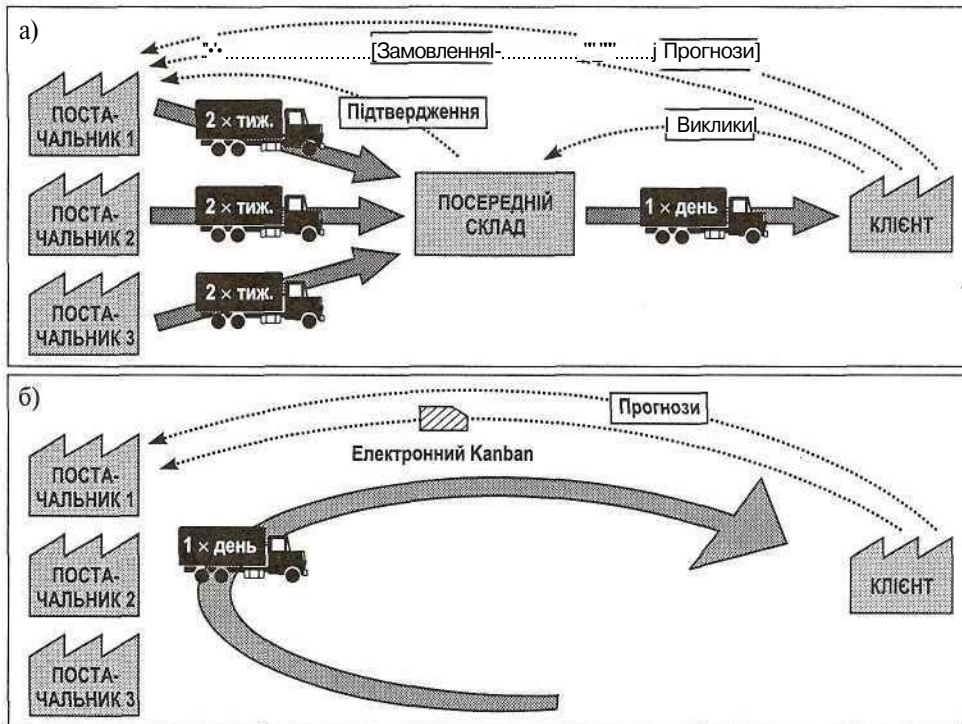 а)
[Замовленняl-
j Прогнози]
ПОСТА-
ЧАЛЬНИК 1
2 × тиж.
Підтвердження
| Виклики|
ПОСТА-
ЧАЛЬНИК 2
2 × тиж.
ПОСЕРЕДНІЙ
СКЛАД
1 × день
КЛІЄНТ
ПОСТА-
ЧАЛЬНИК 3
2 × тиж.
б)
Прогнози
Електронний Kanban
ПОСТА-
ЧАЛЬНИК 1
1 × день
ПОСТА-
ЧАЛЬНИК 2
КЛІЄНТ
ПОСТА-
ЧАЛЬНИК 3